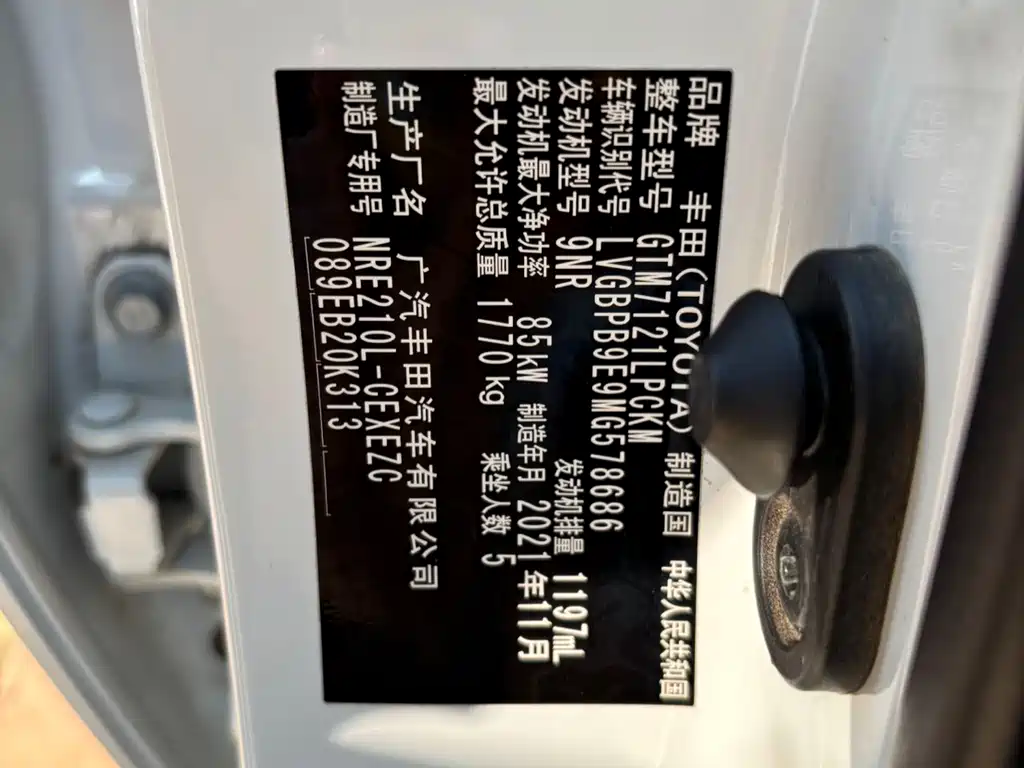 品牌 丰田(TOYOTA) 制造国 中华人民共和国
整车型号 GTM7121LPCKM
车辆识别代号 LVGBPB9E9MG578686
发动机型号 9NR 发动机排量 1197mL
发动机最大净功率 85kW 制造年月 2021年11月
最大允许总质量 1770kg 乘坐人数 5
生产厂名 广汽丰田汽车有限公司
制造厂专用号 NRE210L-CEXEZC
089EB20K313